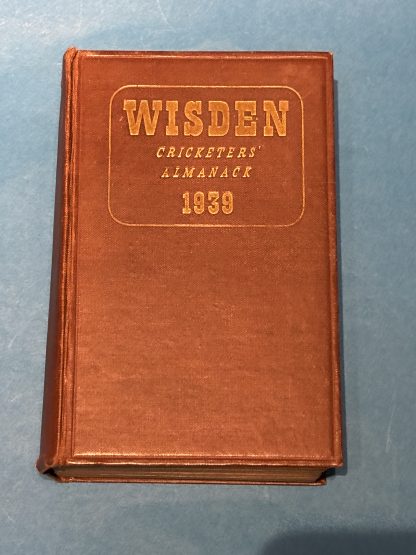 WISDEN
CRICKETERS'
ALMANACK
1939